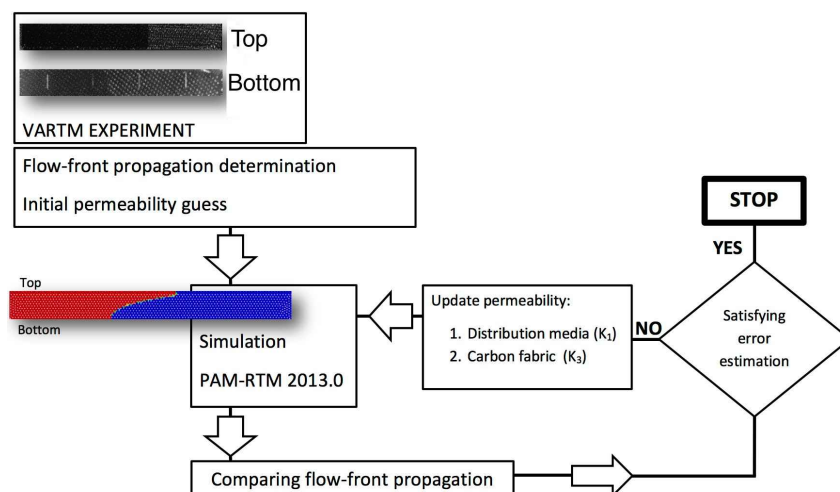 Top
Bottom
VARTM EXPERIMENT
Flow-front propagation determination
Initial permeability guess
Top
Bottom
Simulation
PAM-RTM 2013.0
Update permeability:
1. Distribution media (K₁)
2. Carbon fabric (K₃)
NO
STOP
YES
Satisfying
error
estimation
Comparing flow-front propagation